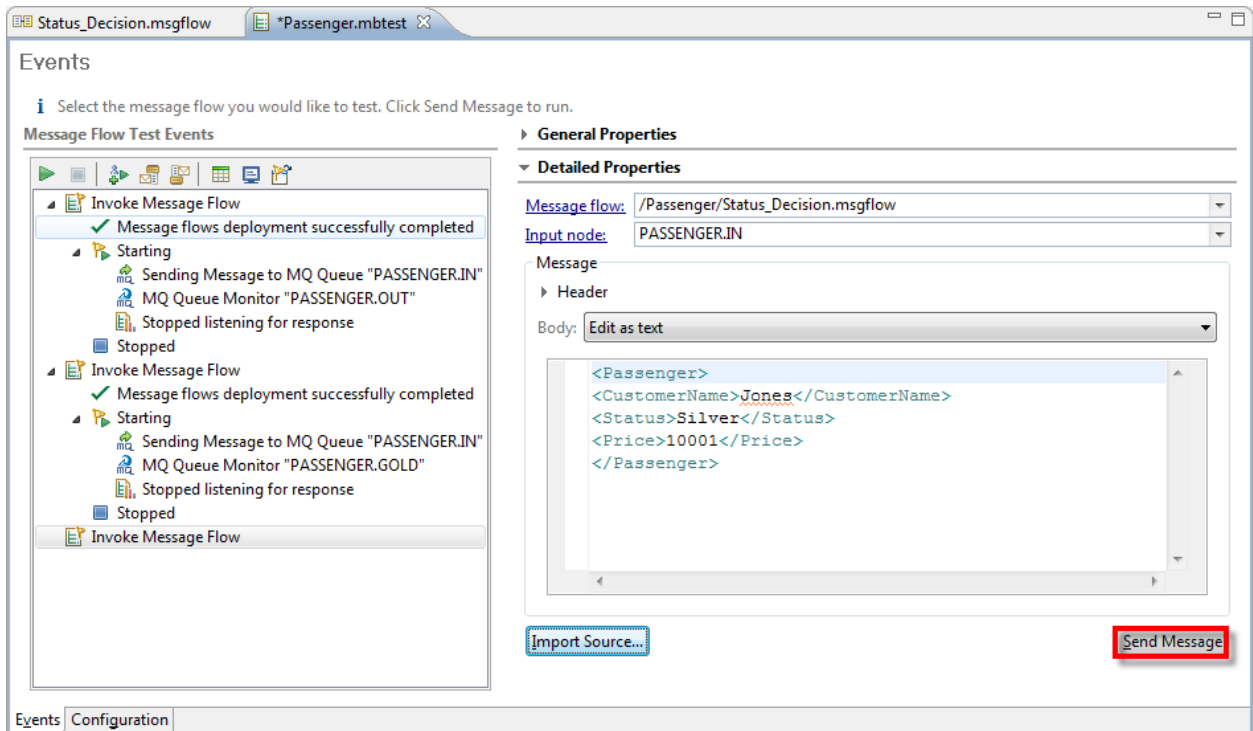 Status_Decision.msgflow
*Passenger.mbtest
Events
i Select the message flow you would like to test. Click Send Message to run.
Message Flow Test Events
Invoke Message Flow
Message flows deployment successfully completed
Starting
Sending Message to MQ Queue "PASSENGER.IN"
MQ Queue Monitor "PASSENGER.OUT"
Stopped listening for response
Stopped
Invoke Message Flow
Message flows deployment successfully completed
Starting
Sending Message to MQ Queue "PASSENGER.IN"
MQ Queue Monitor "PASSENGER.GOLD"
Stopped listening for response
Stopped
Invoke Message Flow
General Properties
Detailed Properties
Message flow: /Passenger/Status_Decision.msgflow
Input node: PASSENGER.IN
Message
Header
Body: Edit as text
<Passenger>
<CustomerName>Jones</CustomerName>
<Status>Silver</Status>
<Price>10001</Price>
</Passenger>
Import Source...
Send Message
Events
Configuration